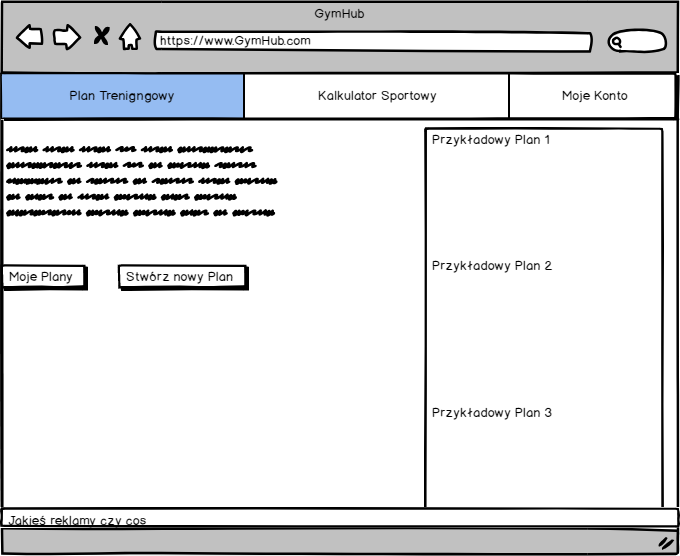 GymHub
https://www.GymHub.com
Plan Trenigngowy
Kalkulator Sportowy
Moje Konto
Przykładowy Plan 1
Moje Plany
Stwórz nowy Plan
Przykładowy Plan 2
Przykładowy Plan 3
Jakieś reklamy czy cos